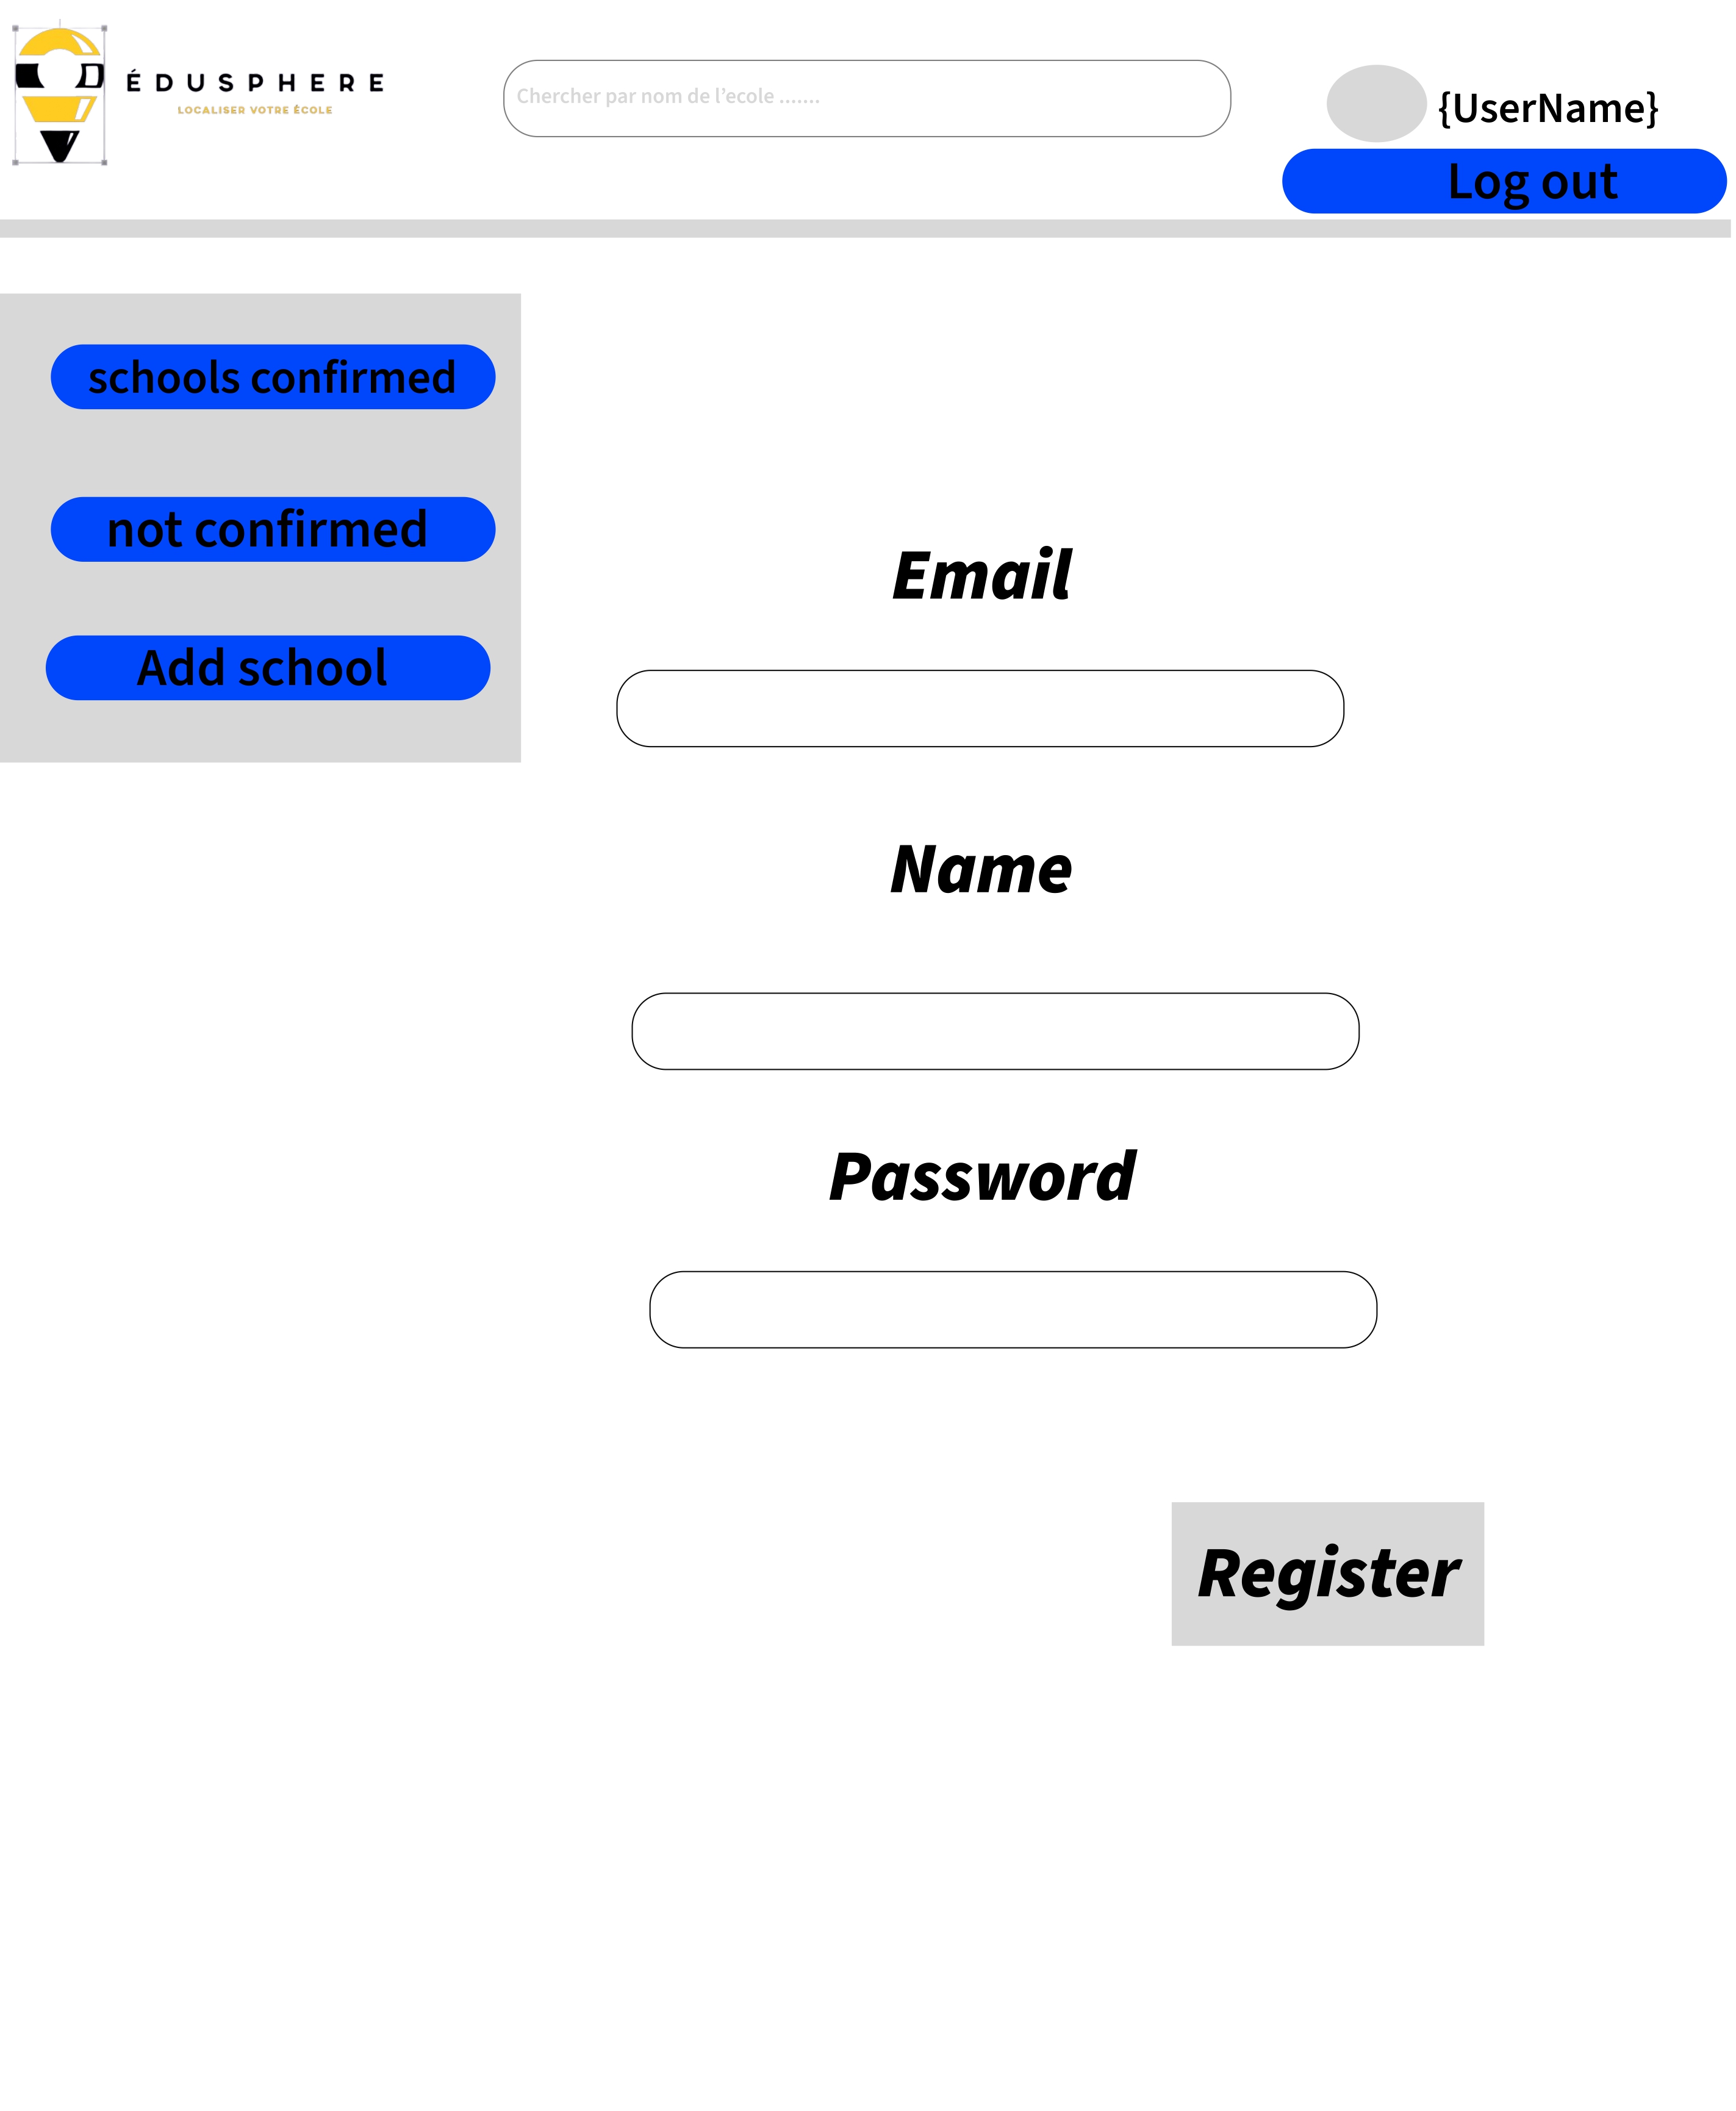 ÉDUSPHERE
LOCALISER VOTRE ÉCOLE
Chercher par nom de l'ecole .......
{UserName}
Log out
schools confirmed
not confirmed
Add school
Email
Name
Password
Register